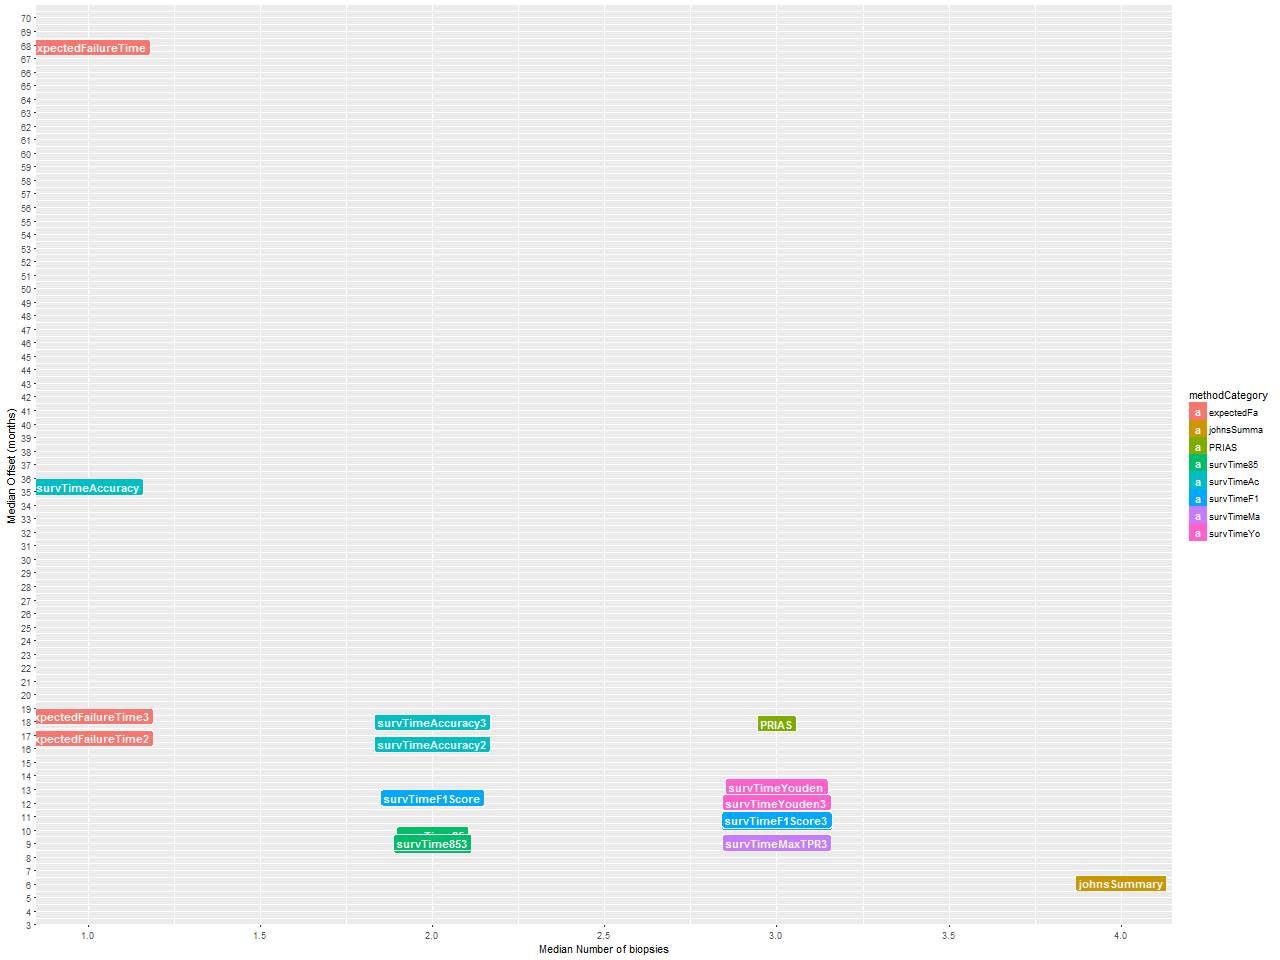 Median Offset (months)
70
69
68
67
66
65
64
63
62
61
60
59
58
57
56
55
54
53
52
51
50
49
48
47
46
45
44
43
42
41
40
39
38
37
36
35
34
33
32
31
30
29
28
27
26
25
24
23
22
21
20
19
18
17
16
15
14
13
12
11
10
9
8
7
6
5
4
3
xpectedFailureTime
survTimeAccuracy
xpectedFailureTime3
xpectedFailureTime2
survTimeAccuracy3
survTimeAccuracy2
survTimeF1Score
survTime853
PRIAS
survTimeYouden
survTimeYouden3
survTimeF1Score3
survTimeMaxTPR3
johnsSummary
1.0 1.5 2.0 2.5 3.0 3.5 4.0
Median Number of biopsies
methodCategory
a expectedFa
a johnsSumma
a PRIAS
a survTime85
a survTimeAc
a survTimeF1
a survTimeMa
a survTimeYo